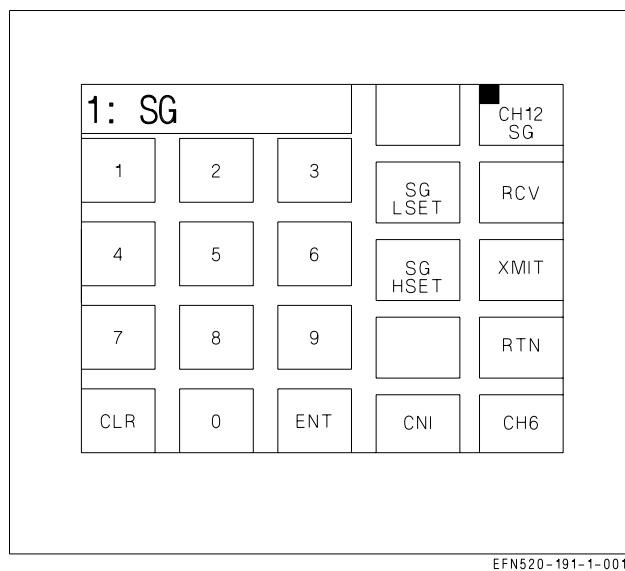 1: SG
CH12
SG
1
2
3
SG
LSET
RCV
4
5
6
SG
HSET
XMIT
7
8
9
RTN
CLR
0
ENT
CNI
CH6
EFN520-191-1-001